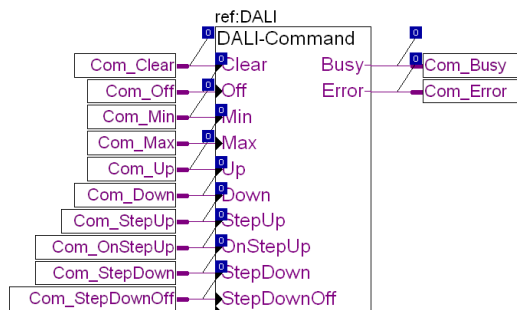 ref:DALI
0 DALI-Command 0
Com_Clear 0 Clear Busy 0 Com_Busy
Com_Off 0 Off Error Com_Error
Com_Min 0 Min
Com_Max 0 Max
Com_Up 0 Up
Com_Down 0 Down
Com_StepUp 0 StepUp
Com_OnStepUp 0 OnStepUp
Com_StepDown 0 StepDown
Com_StepDownOff StepDownOff